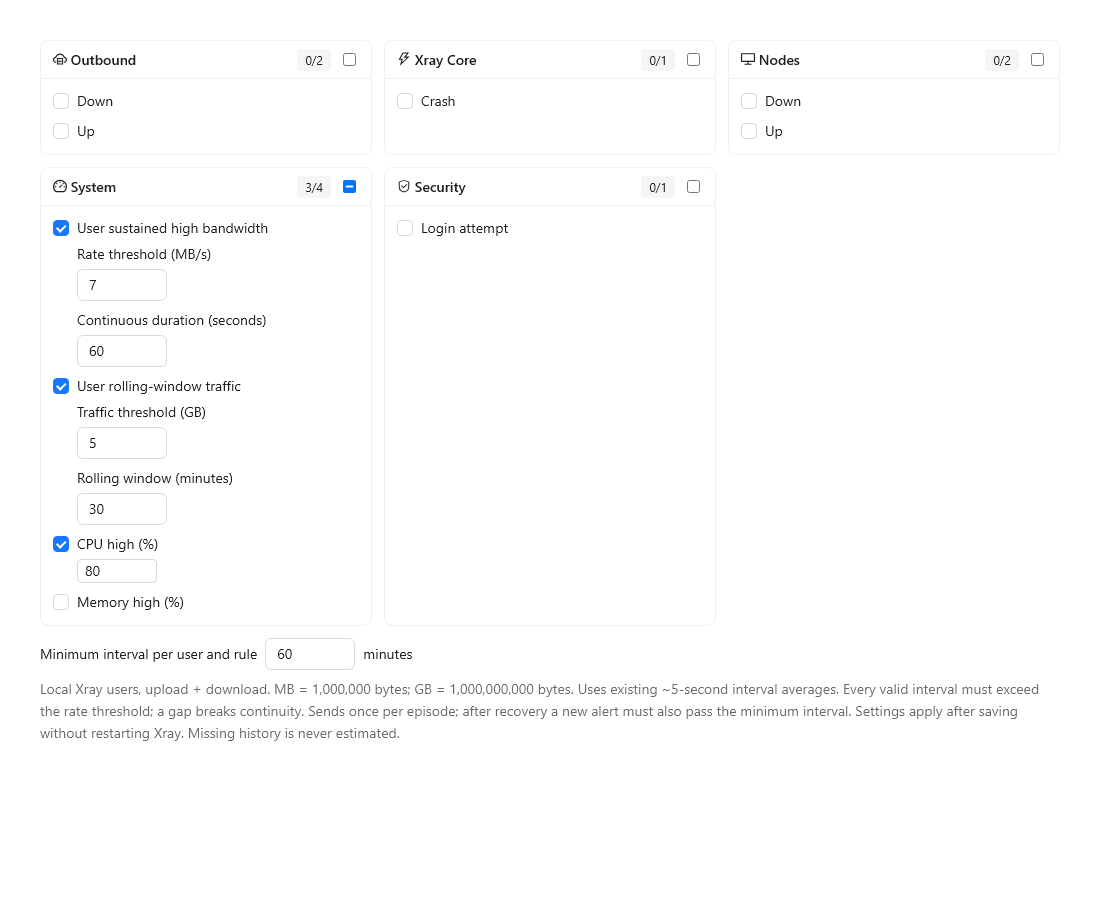 Outbound 0/2
Down
Up
Xray Core 0/1
Crash
Nodes 0/2
Down
Up
System 3/4
User sustained high bandwidth
Rate threshold (MB/s)
7
Continuous duration (seconds)
60
User rolling-window traffic
Traffic threshold (GB)
5
Rolling window (minutes)
30
CPU high (%)
80
Memory high (%)
Security 0/1
Login attempt
Minimum interval per user and rule 60 minutes
Local Xray users, upload + download. MB = 1,000,000 bytes; GB = 1,000,000,000 bytes. Uses existing ~5-second interval averages. Every valid interval must exceed
the rate threshold; a gap breaks continuity. Sends once per episode; after recovery a new alert must also pass the minimum interval. Settings apply after saving
without restarting Xray. Missing history is never estimated.